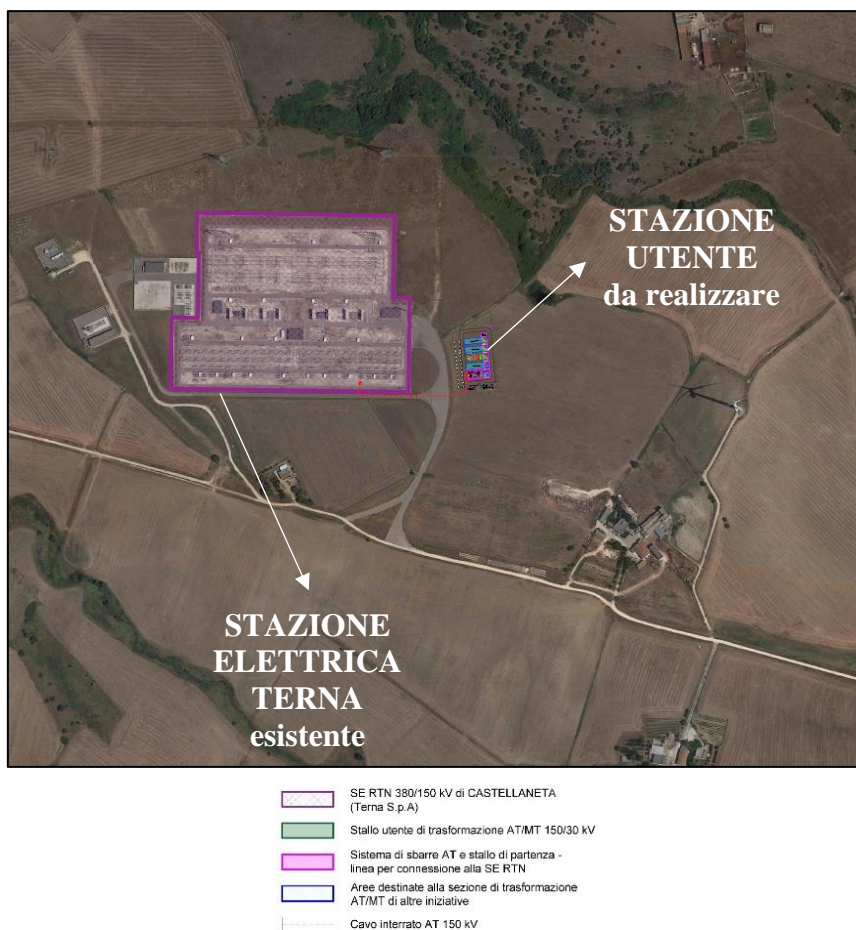 STAZIONE
UTENTE
da realizzare
STAZIONE
ELETTRICA
TERNA
esistente
SE RTN 380/150 kV di CASTELLANETA
(Terna S.p.A)
Stallo utente di trasformazione AT/MT 150/30 kV
Sistema di sbarre AT e stallo di partenza -
linea per connessione alla SE RTN
Aree destinate alla sezione di trasformazione
AT/MT di altre iniziative
Cavo interrato AT 150 kV